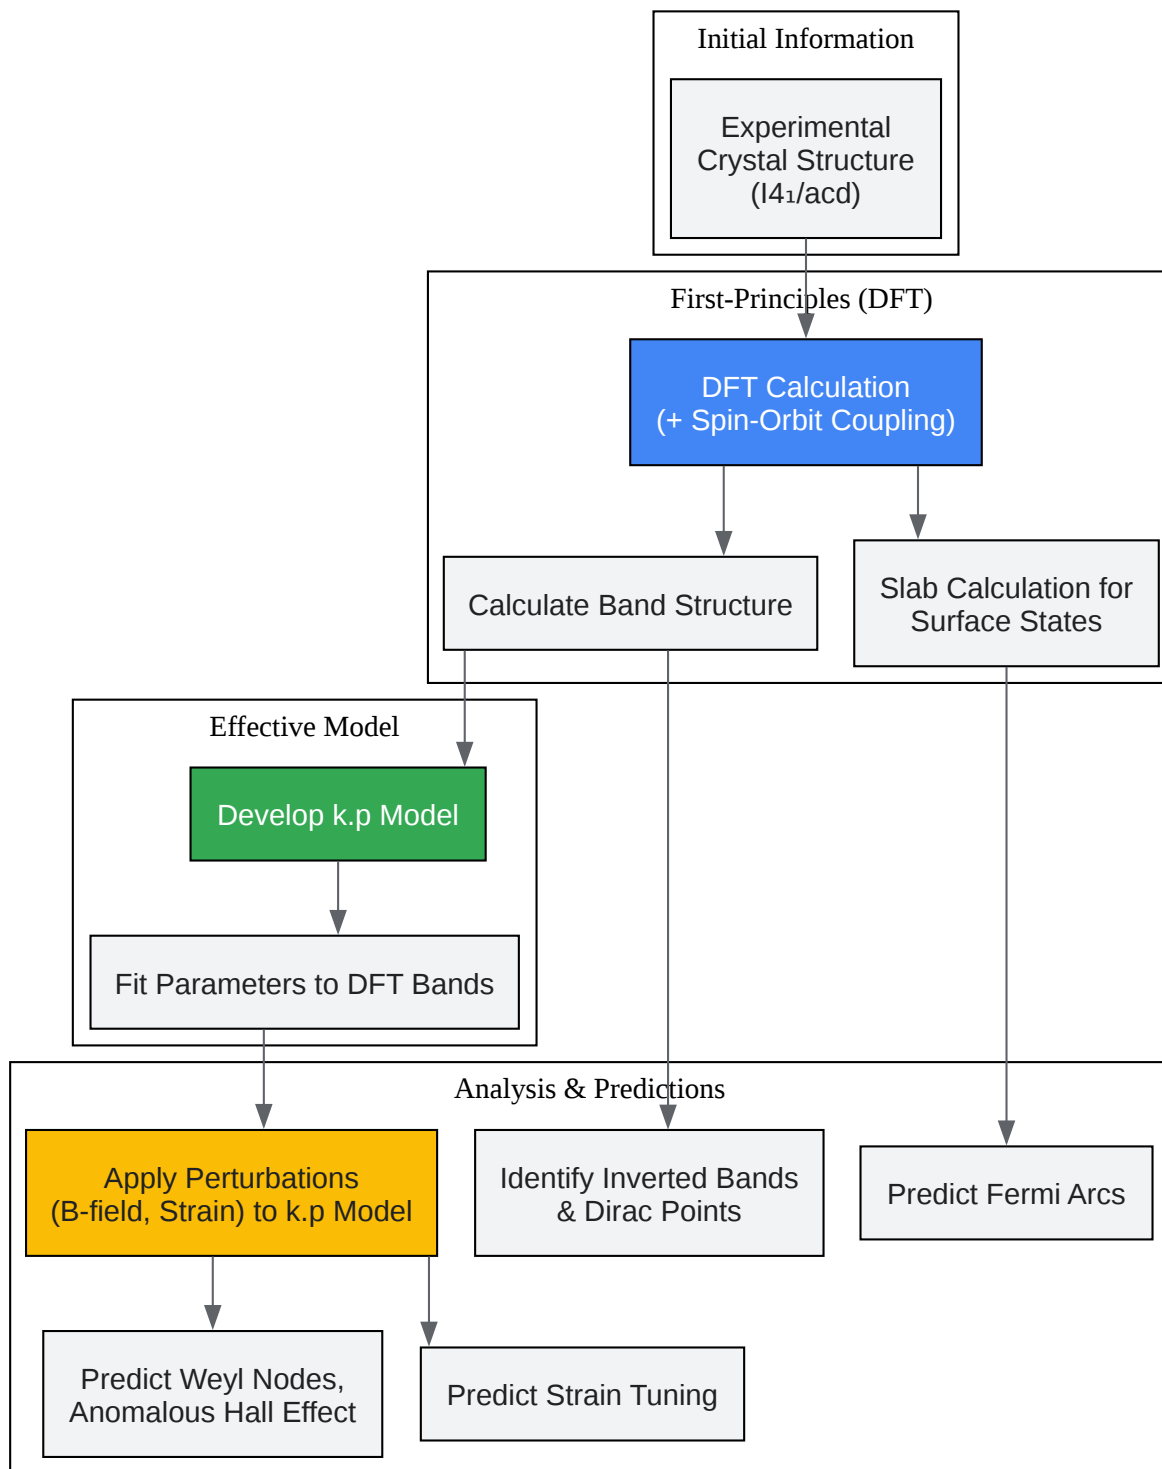 Initial Information
Experimental
Crystal Structure
(I4₁/acd)
First-Principles (DFT)
DFT Calculation
(+ Spin-Orbit Coupling)
Calculate Band Structure
Slab Calculation for
Surface States
Effective Model
Develop k.p Model
Fit Parameters to DFT Bands
Analysis & Predictions
Apply Perturbations
(B-field, Strain) to k.p Model
Identify Inverted Bands
& Dirac Points
Predict Fermi Arcs
Predict Weyl Nodes,
Anomalous Hall Effect
Predict Strain Tuning